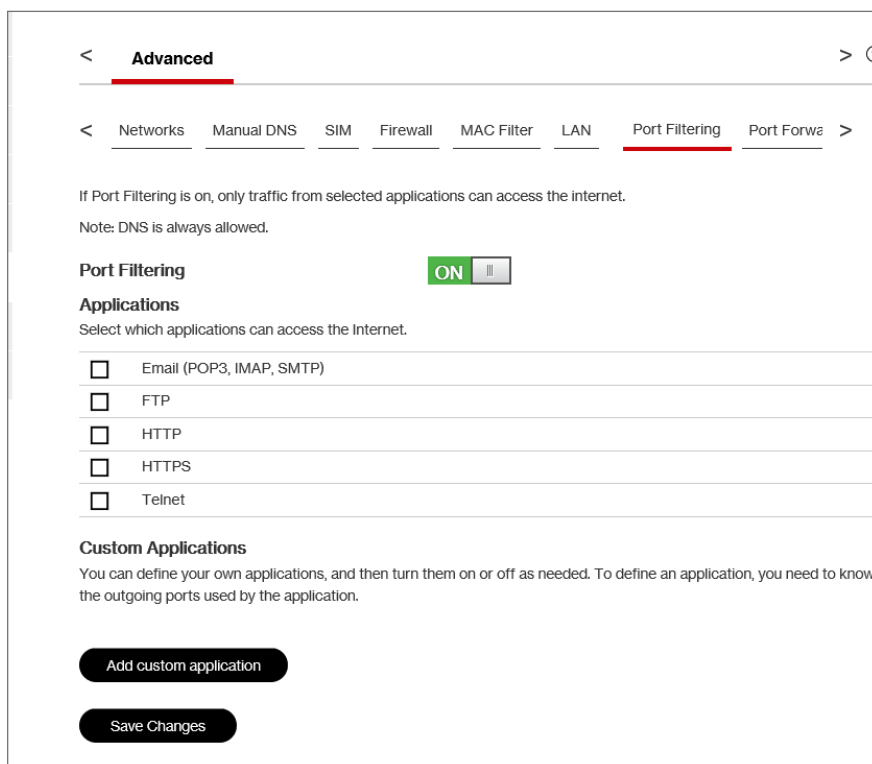 < Advanced >
< Networks Manual DNS SIM Firewall MAC Filter LAN Port Filtering Port Forwa >
If Port Filtering is on, only traffic from selected applications can access the internet.
Note: DNS is always allowed.
Port Filtering ON
Applications
Select which applications can access the Internet.
Email (POP3, IMAP, SMTP)
FTP
HTTP
HTTPS
Telnet
Custom Applications
You can define your own applications, and then turn them on or off as needed. To define an application, you need to know
the outgoing ports used by the application.
Add custom application
Save Changes